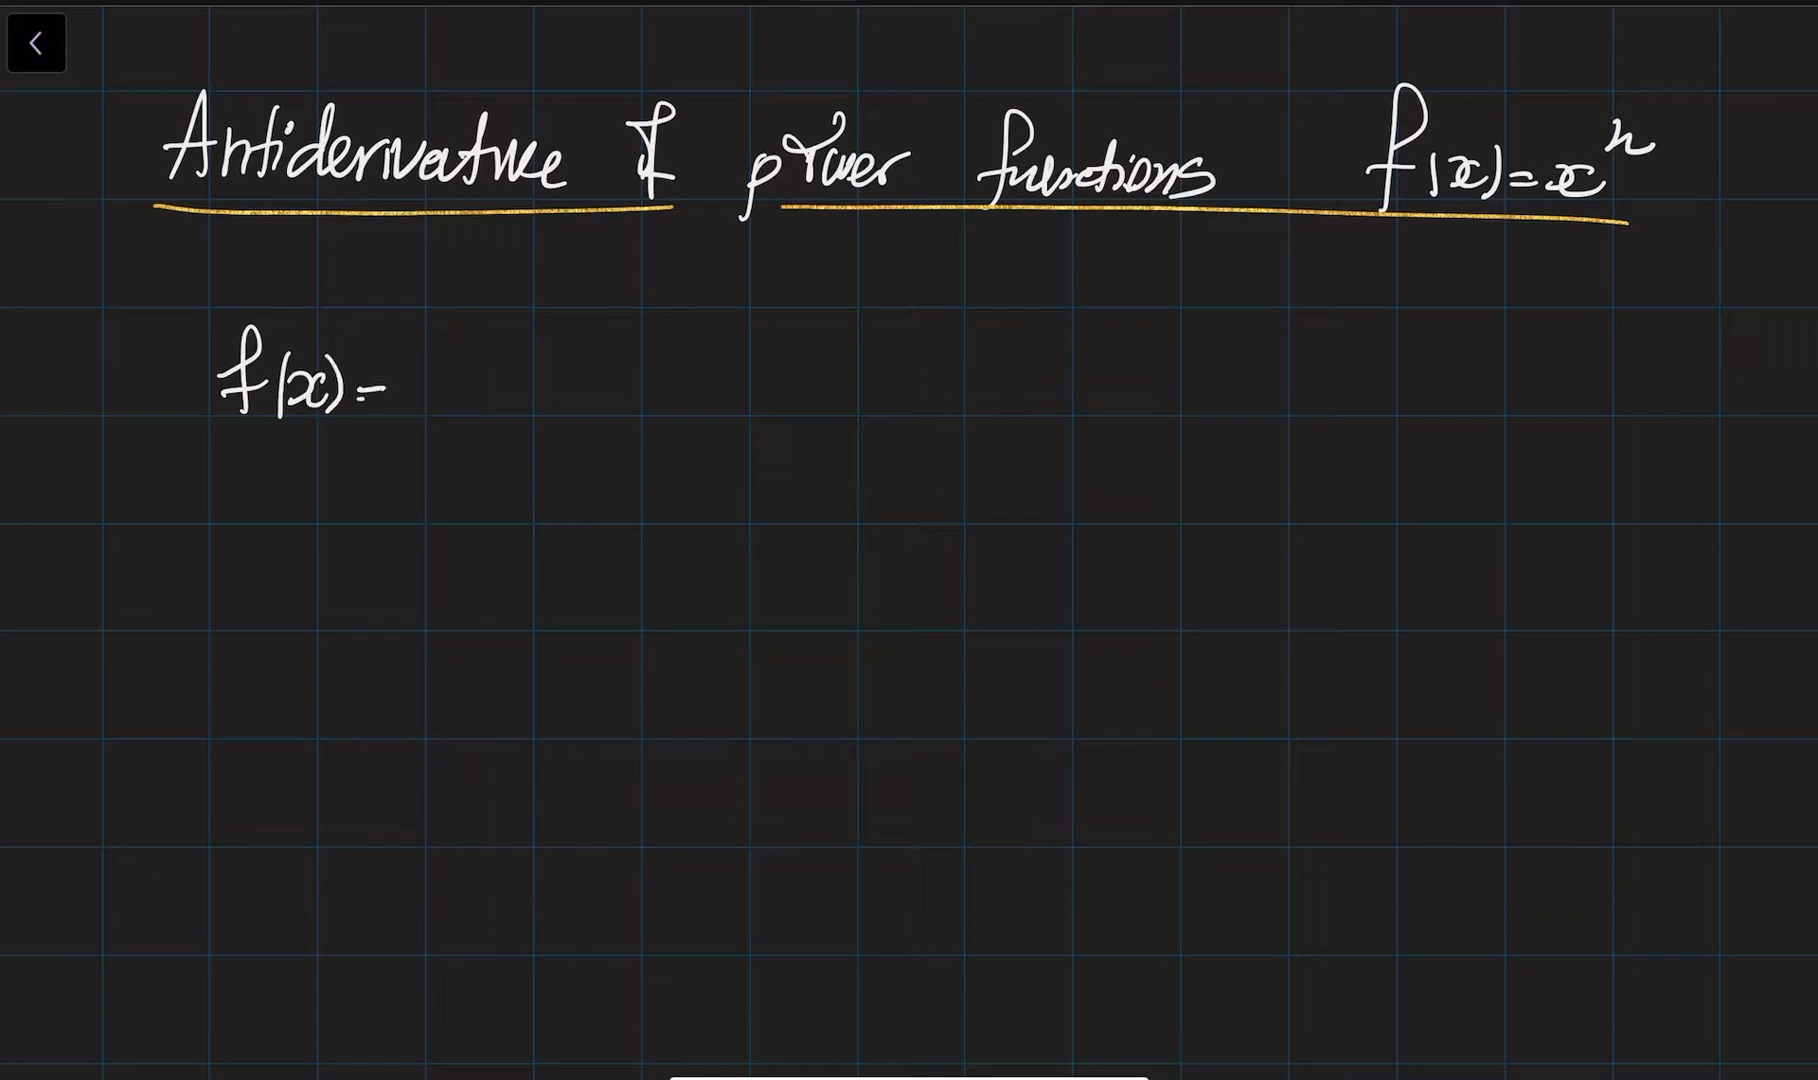 Antiderivative of power functions f(x)=x^n
f(x)=